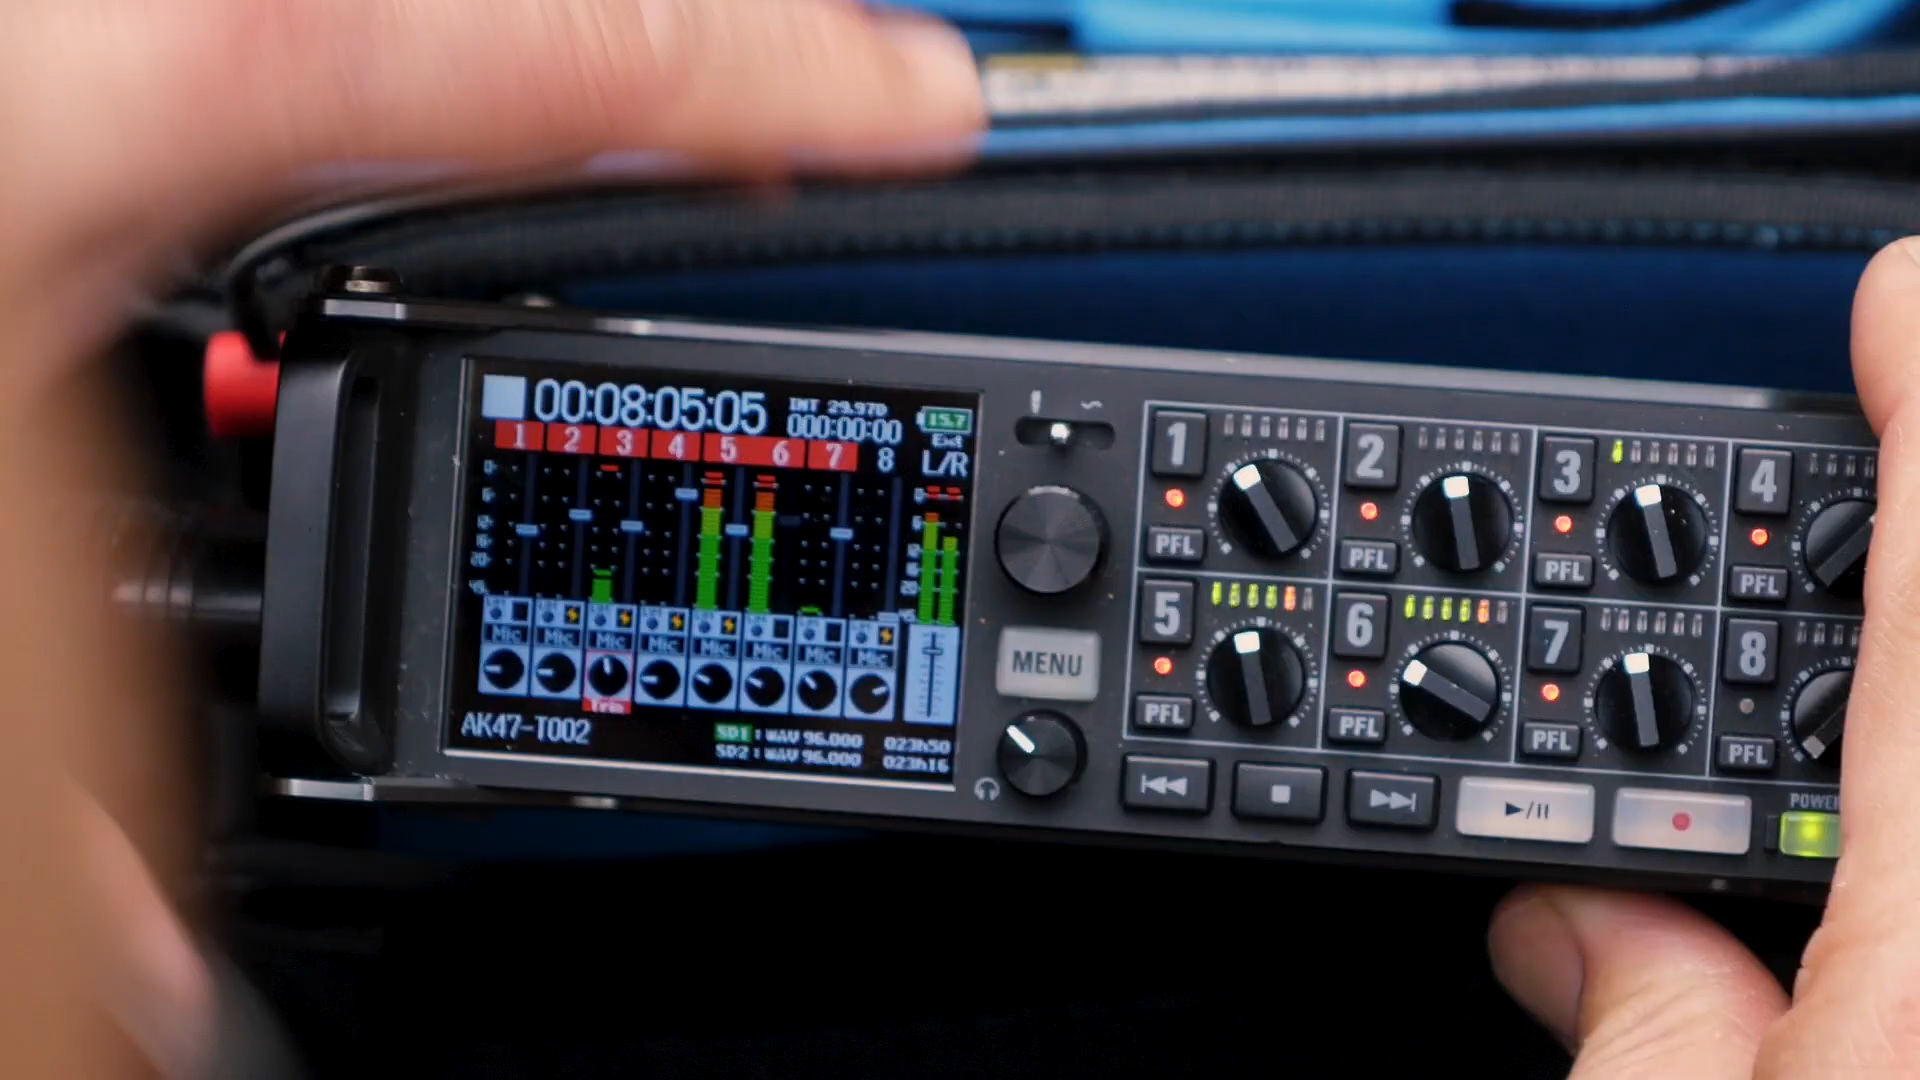 00:08:05:05 INT 29.97D
000:00:00
15.7
Ext
1 2 3 4 5 6 7 8 L/R
Mic Mic Mic Mic Mic Mic Mic Mic
Trim
AK47-T002
SD1 : WAV 96.000 023h50
SD2 : WAV 96.000 023h16
MENU
1 2 3 4
PFL PFL PFL PFL
5 6 7 8
PFL PFL PFL PFL
POWER